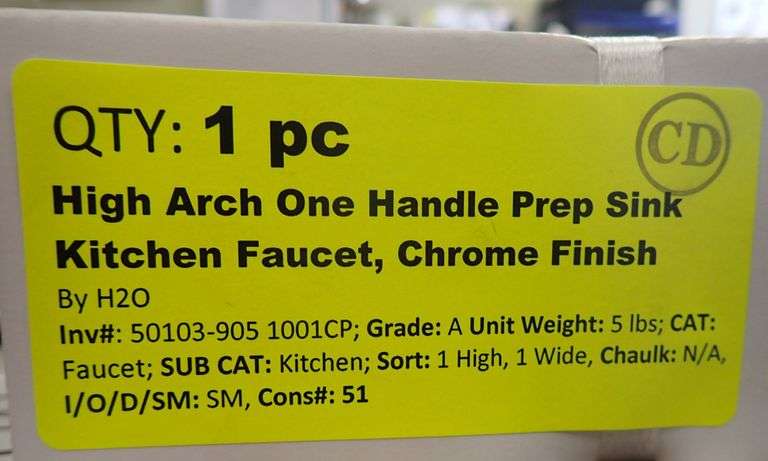 QTY: 1 pc
CD
High Arch One Handle Prep Sink
Kitchen Faucet, Chrome Finish
By H2O
Inv#: 50103-905 1001CP; Grade: A Unit Weight: 5 lbs; CAT:
Faucet; SUB CAT: Kitchen; Sort: 1 High, 1 Wide, Chaulk: N/A,
I/O/D/SM: SM, Cons#: 51